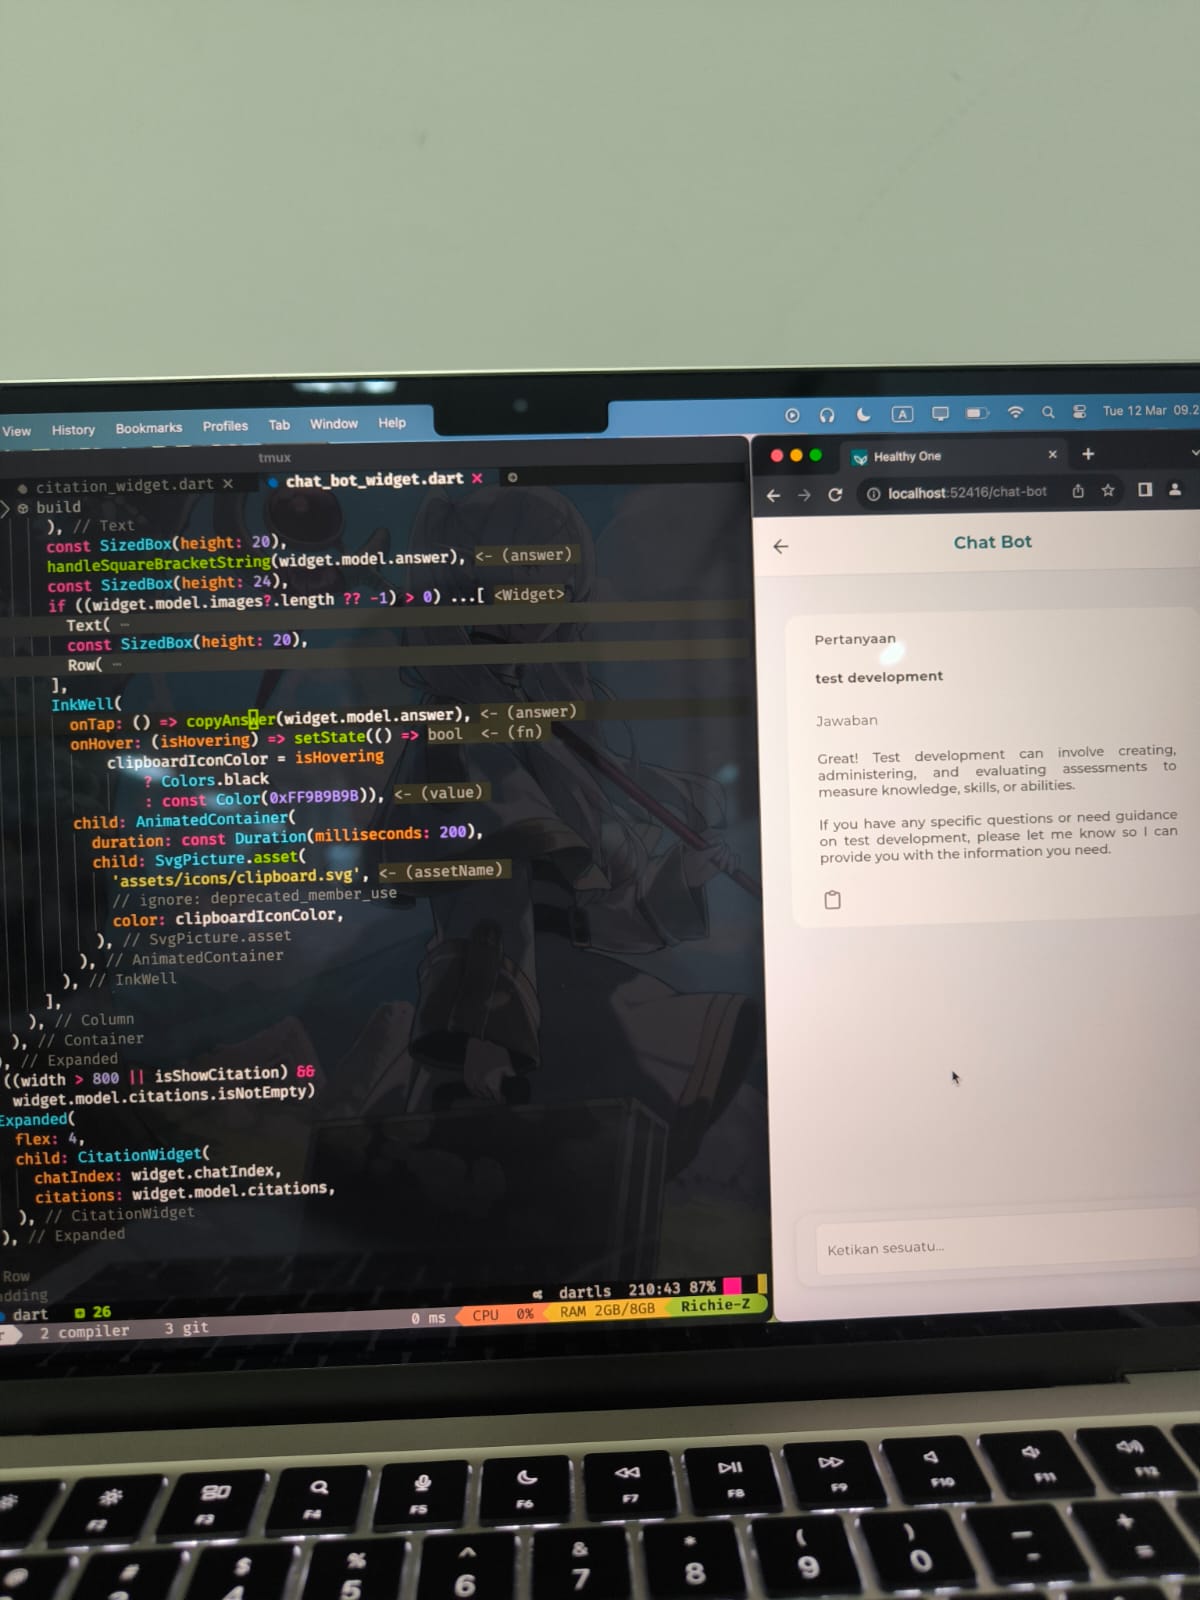 View History Bookmarks Profiles Tab Window Help
Tue 12 Mar 09.2
tmux
citation_widget.dart × chat_bot_widget.dart ×
build
), // Text
const SizedBox(height: 20),
handleSquareBracketString(widget.model.answer), <- (answer)
const SizedBox(height: 24),
if ((widget.model.images?.length ?? -1) > 0) ...[ <Widget>
Text( …
const SizedBox(height: 20),
Row( …
],
InkWell(
onTap: () => copyAnswer(widget.model.answer), <- (answer)
onHover: (isHovering) => setState(() => bool <- (fn)
clipboardIconColor = isHovering
? Colors.black
: const Color(0xFF9B9B9B)), <- (value)
child: AnimatedContainer(
duration: const Duration(milliseconds: 200),
child: SvgPicture.asset(
'assets/icons/clipboard.svg', <- (assetName)
// ignore: deprecated_member_use
color: clipboardIconColor,
), // SvgPicture.asset
), // AnimatedContainer
), // InkWell
],
), // Column
), // Container
), // Expanded
((width > 800 || isShowCitation) &&
widget.model.citations.isNotEmpty)
Expanded(
flex: 4,
child: CitationWidget(
chatIndex: widget.chatIndex,
citations: widget.model.citations,
), // CitationWidget
), // Expanded
Row
adding
dartls 210:43 87%
dart 26
0 ms CPU 0% RAM 2GB/8GB Richie-Z
r 2 compiler 3 git
Healthy One × +
localhost:52416/chat-bot
Chat Bot
Pertanyaan
test development
Jawaban
Great! Test development can involve creating,
administering, and evaluating assessments to
measure knowledge, skills, or abilities.
If you have any specific questions or need guidance
on test development, please let me know so I can
provide you with the information you need.
Ketikan sesuatu...
F2 F3 F4 F5 F6 F7 F8 F9 F10 F11 F12
@ # $ % ^ & * ( ) _ +
4 5 6 7 8 9 0 - =